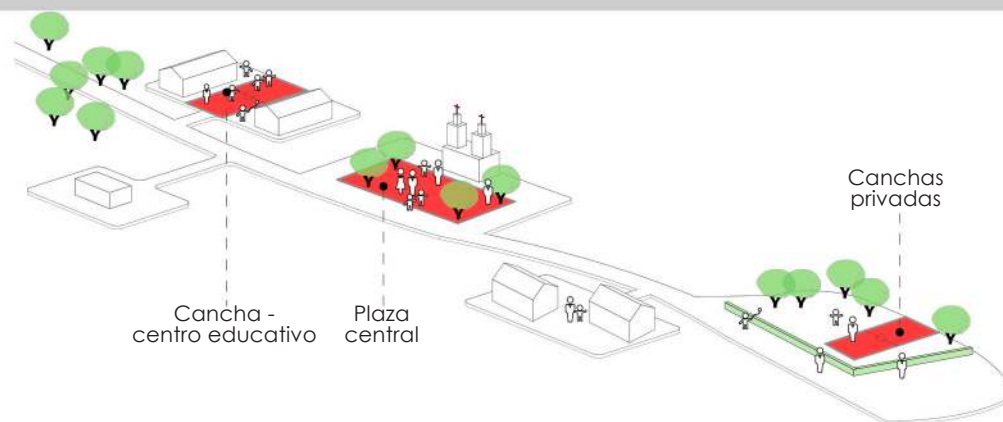 Canchas
privadas
Cancha -
centro educativo
Plaza
central